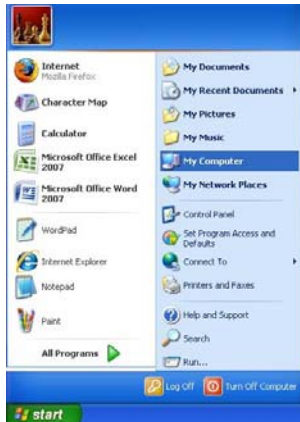 Internet
Mozilla Firefox
Character Map
Calculator
Microsoft Office Excel
2007
Microsoft Office Word
2007
WordPad
Internet Explorer
Notepad
Paint
All Programs
My Documents
My Recent Documents
My Pictures
My Music
My Computer
My Network Places
Control Panel
Set Program Access and
Defaults
Connect To
Printers and Faxes
Help and Support
Search
Run...
Log Off
Turn Off Computer
start